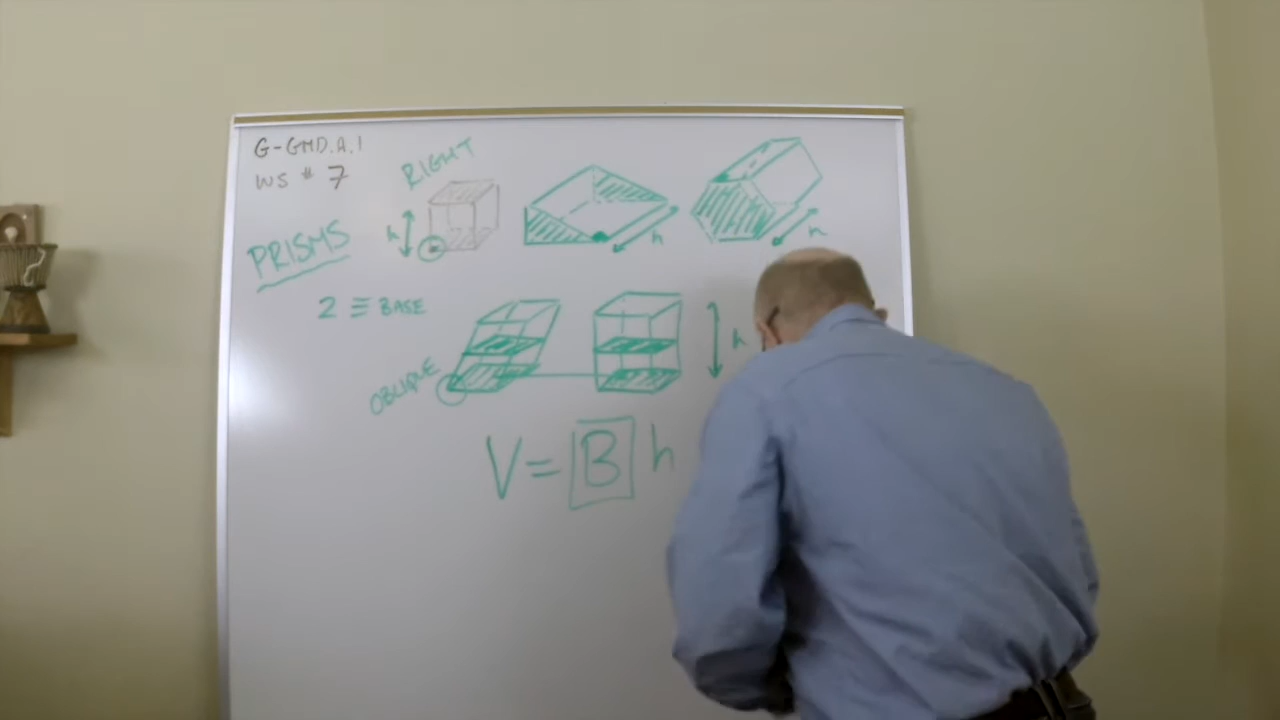 G-GMD.A.1
WS # 7
RIGHT
PRISMS
h
h
h
2 ≡ BASE
OBLIQUE
h
V = B h